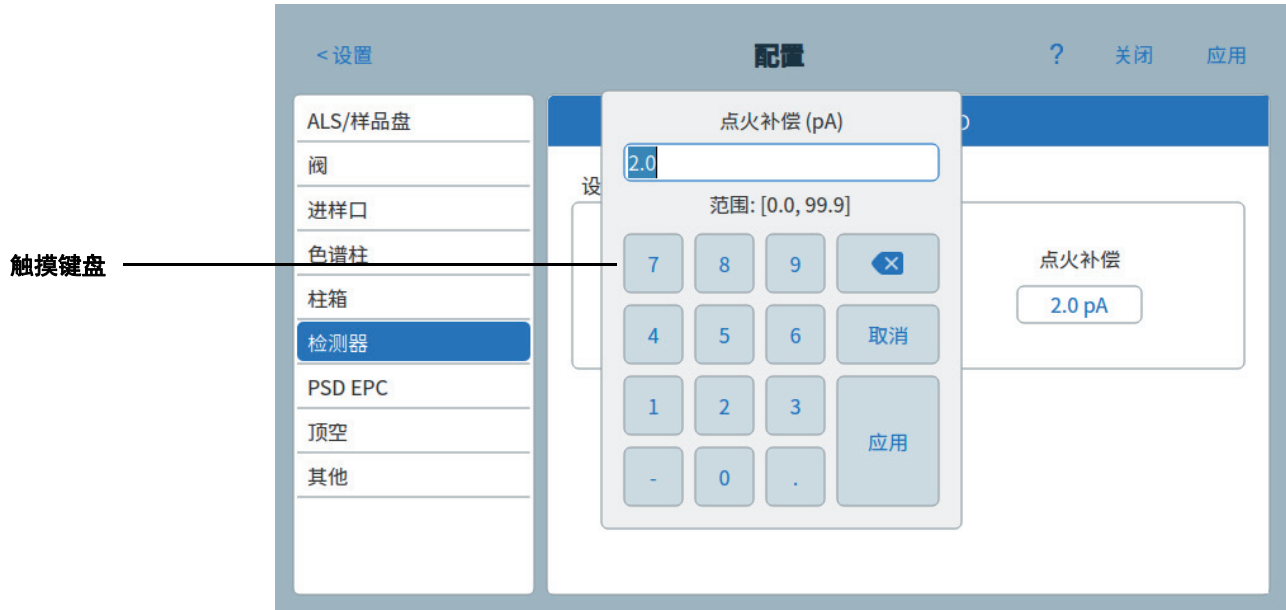 < 设置
配置
?
关闭
应用
ALS/样品盘
阀
进样口
色谱柱
柱箱
检测器
PSD EPC
顶空
其他
触摸键盘
点火补偿 (pA)
2.0
范围: [0.0, 99.9]
7 8 9
4 5 6 取消
1 2 3
应用
- 0 .
设
点火补偿
2.0 pA